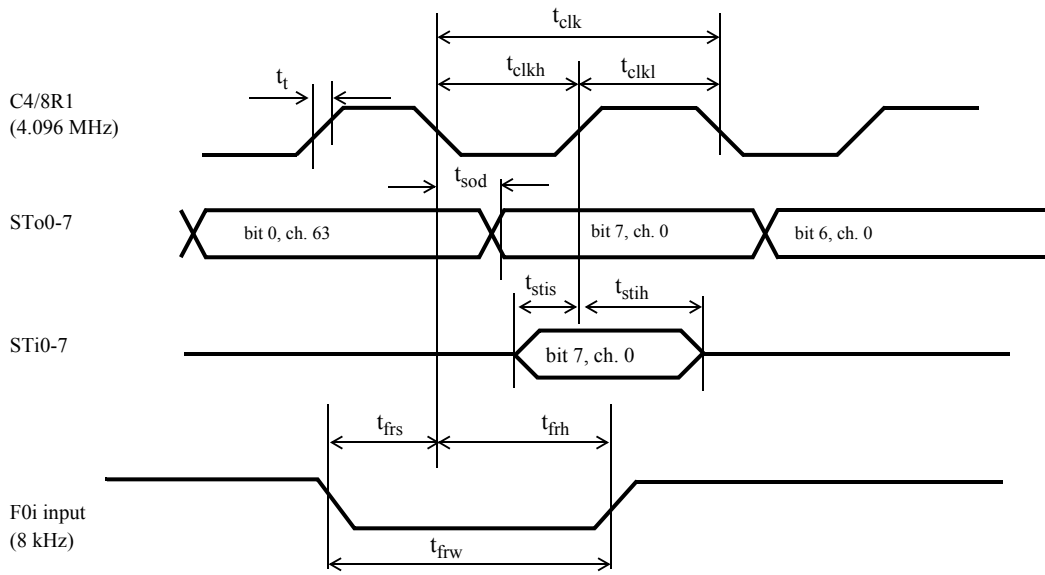 t_clk
t_clkh t_clkl
t_t
C4/8R1
(4.096 MHz)
t_sod
STo0-7
bit 0, ch. 63 bit 7, ch. 0 bit 6, ch. 0
t_stis t_stih
STi0-7
bit 7, ch. 0
t_frs t_frh
F0i input
(8 kHz)
t_frw